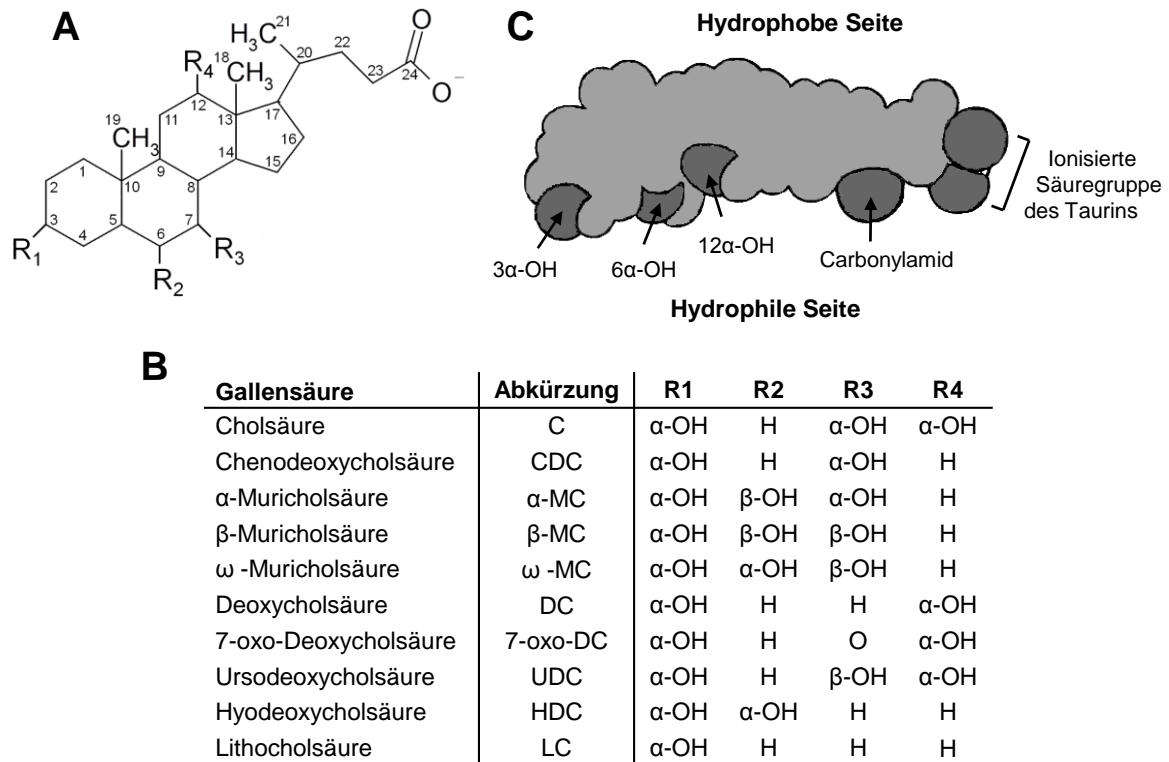 A
H₃C
21
20
22
23
24
O
O⁻
R₄
18
CH₃
12
11
13
17
16
14
15
19
CH₃
3
1
2
10
9
8
3
4
5
6
7
R₁
R₂
R₃
C
Hydrophobe Seite
Ionisierte
Säuregruppe
des Taurins
3α-OH
6α-OH
12α-OH
Carbonylamid
Hydrophile Seite
B
Gallensäure Abkürzung R1 R2 R3 R4
Cholsäure C α-OH H α-OH α-OH
Chenodeoxycholsäure CDC α-OH H α-OH H
α-Muricholsäure α-MC α-OH β-OH α-OH H
β-Muricholsäure β-MC α-OH β-OH β-OH H
ω -Muricholsäure ω -MC α-OH α-OH β-OH H
Deoxycholsäure DC α-OH H H α-OH
7-oxo-Deoxycholsäure 7-oxo-DC α-OH H O α-OH
Ursodeoxycholsäure UDC α-OH H β-OH α-OH
Hyodeoxycholsäure HDC α-OH α-OH H H
Lithocholsäure LC α-OH H H H